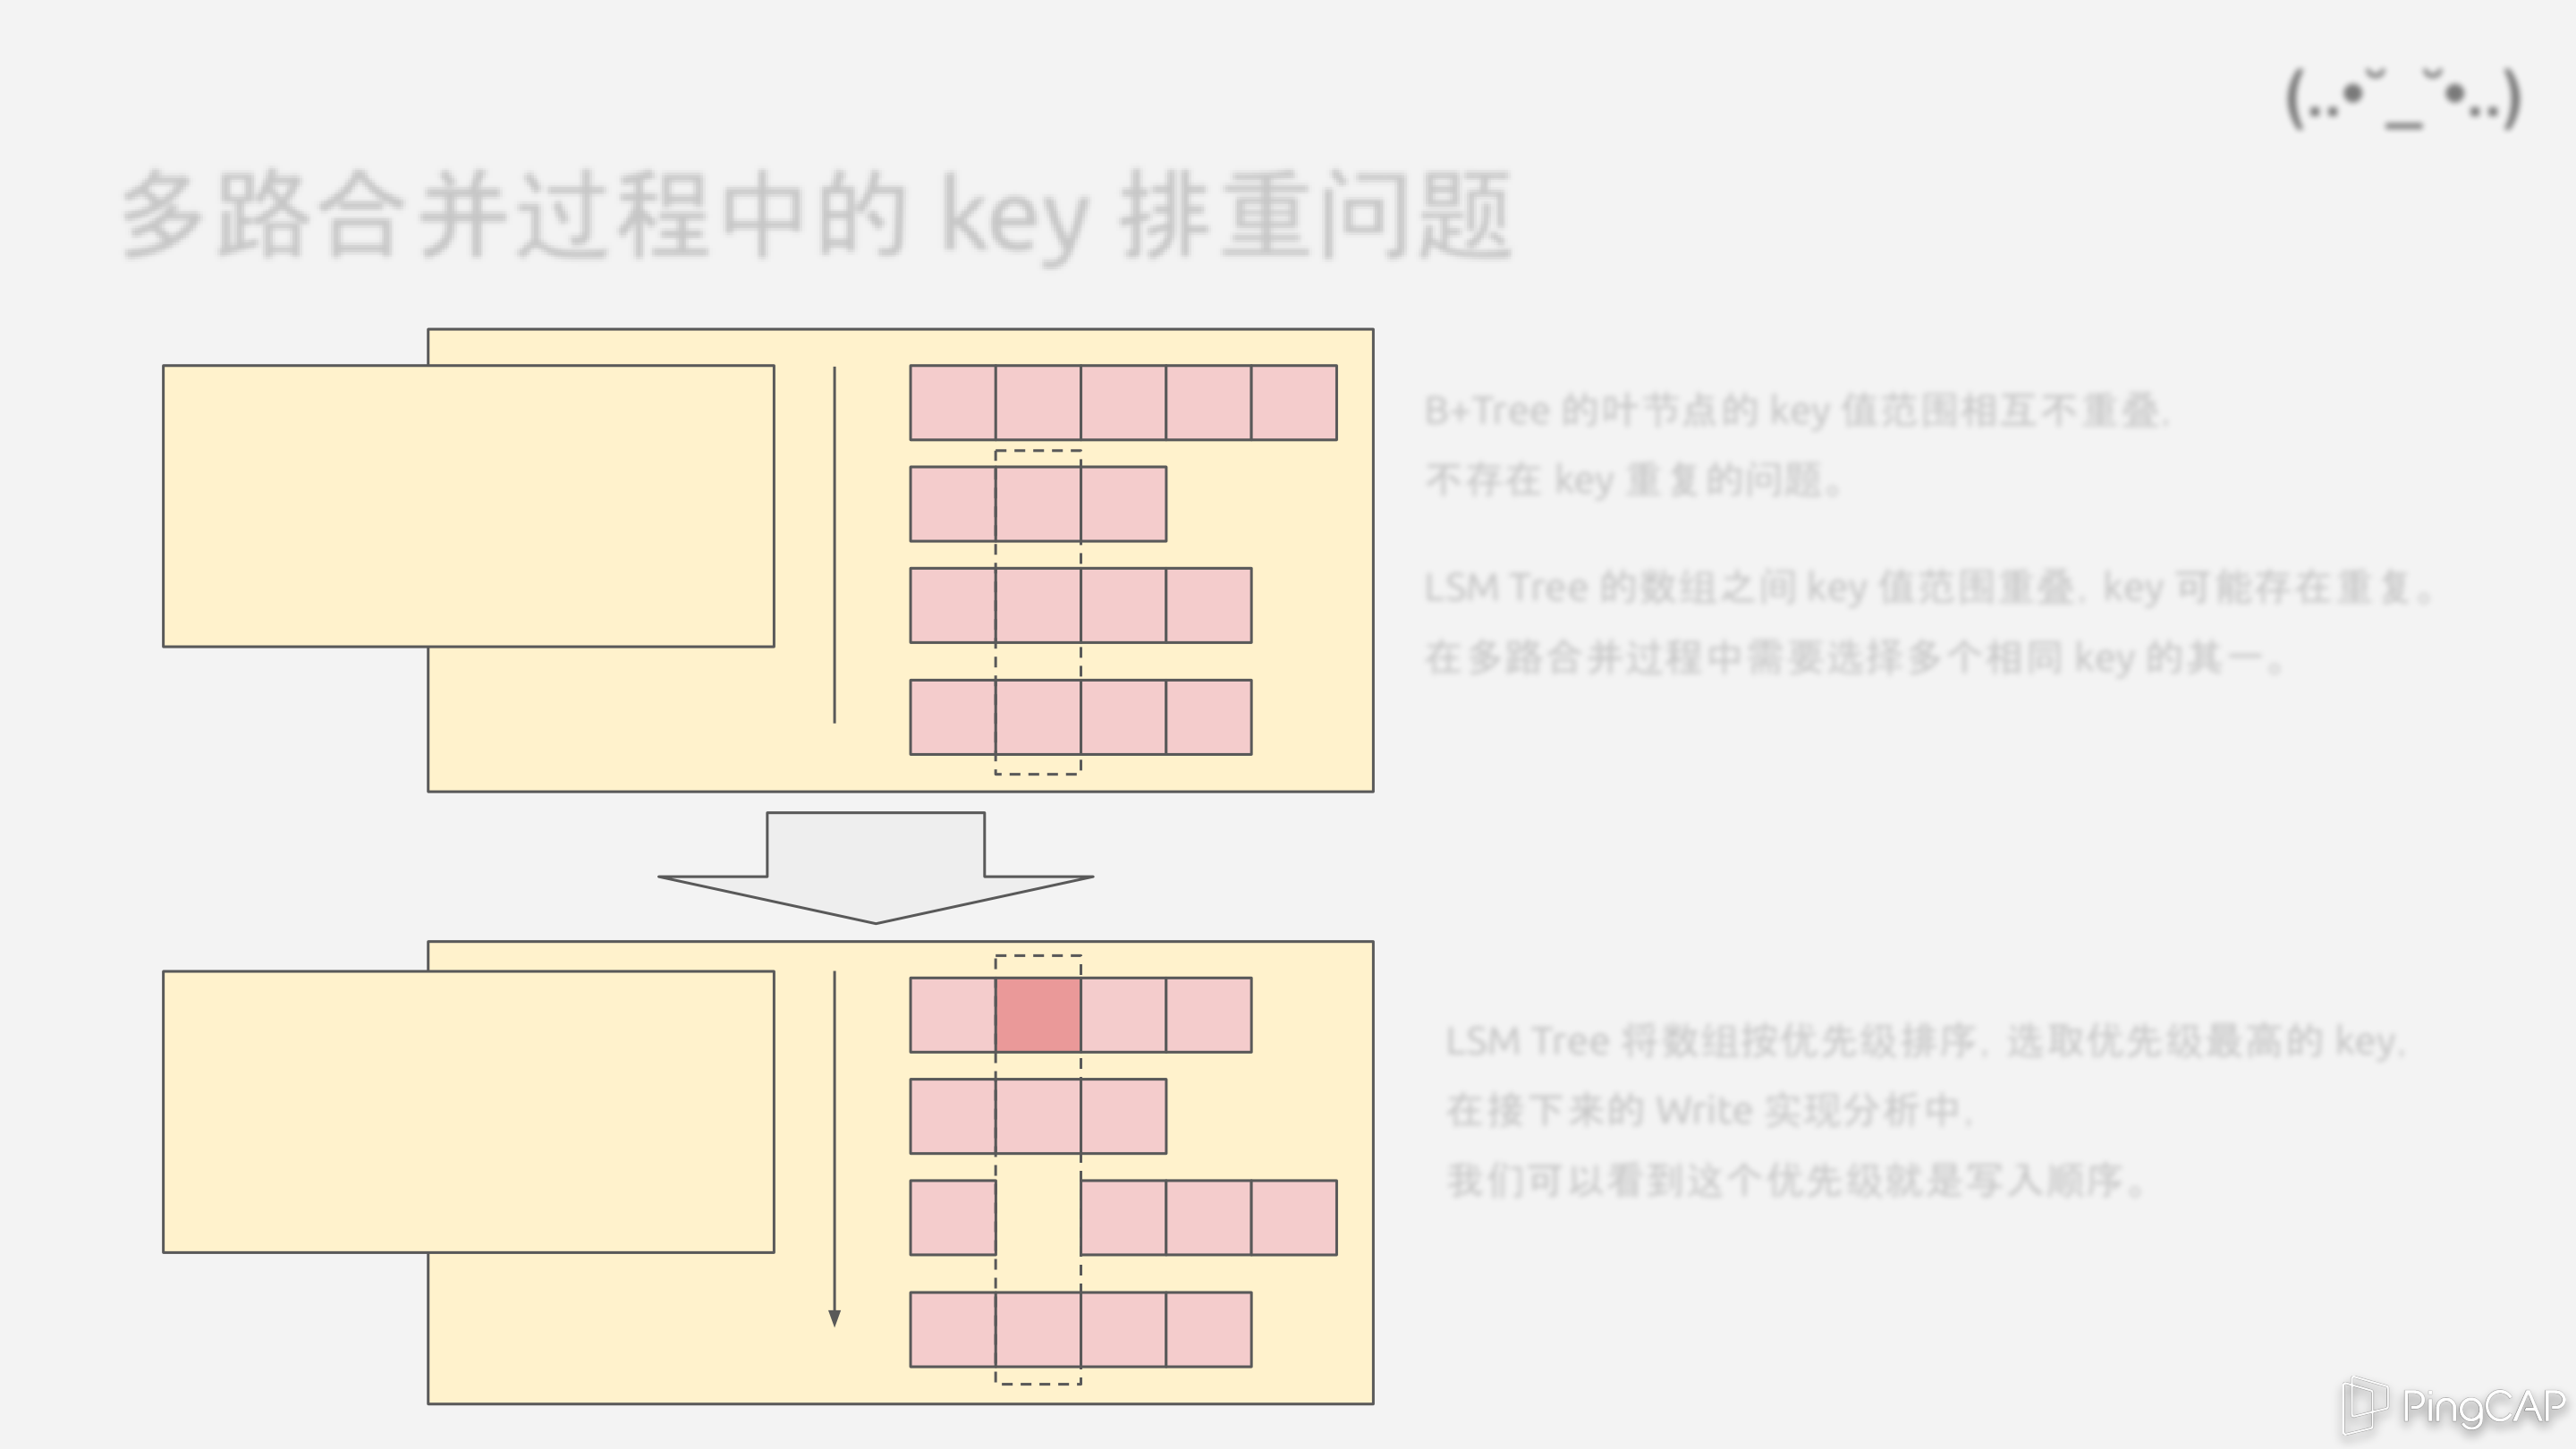 (..•˘_˘•..)
多路合并过程中的 key 排重问题
B+Tree 的叶节点的 key 值范围相互不重叠，
不存在 key 重复的问题。
LSM Tree 的数组之间 key 值范围重叠，key 可能存在重复。
在多路合并过程中需要选择多个相同 key 的其一。
LSM Tree 将数组按优先级排序，选取优先级最高的 key，
在接下来的 Write 实现分析中，
我们可以看到这个优先级就是写入顺序。
PingCAP